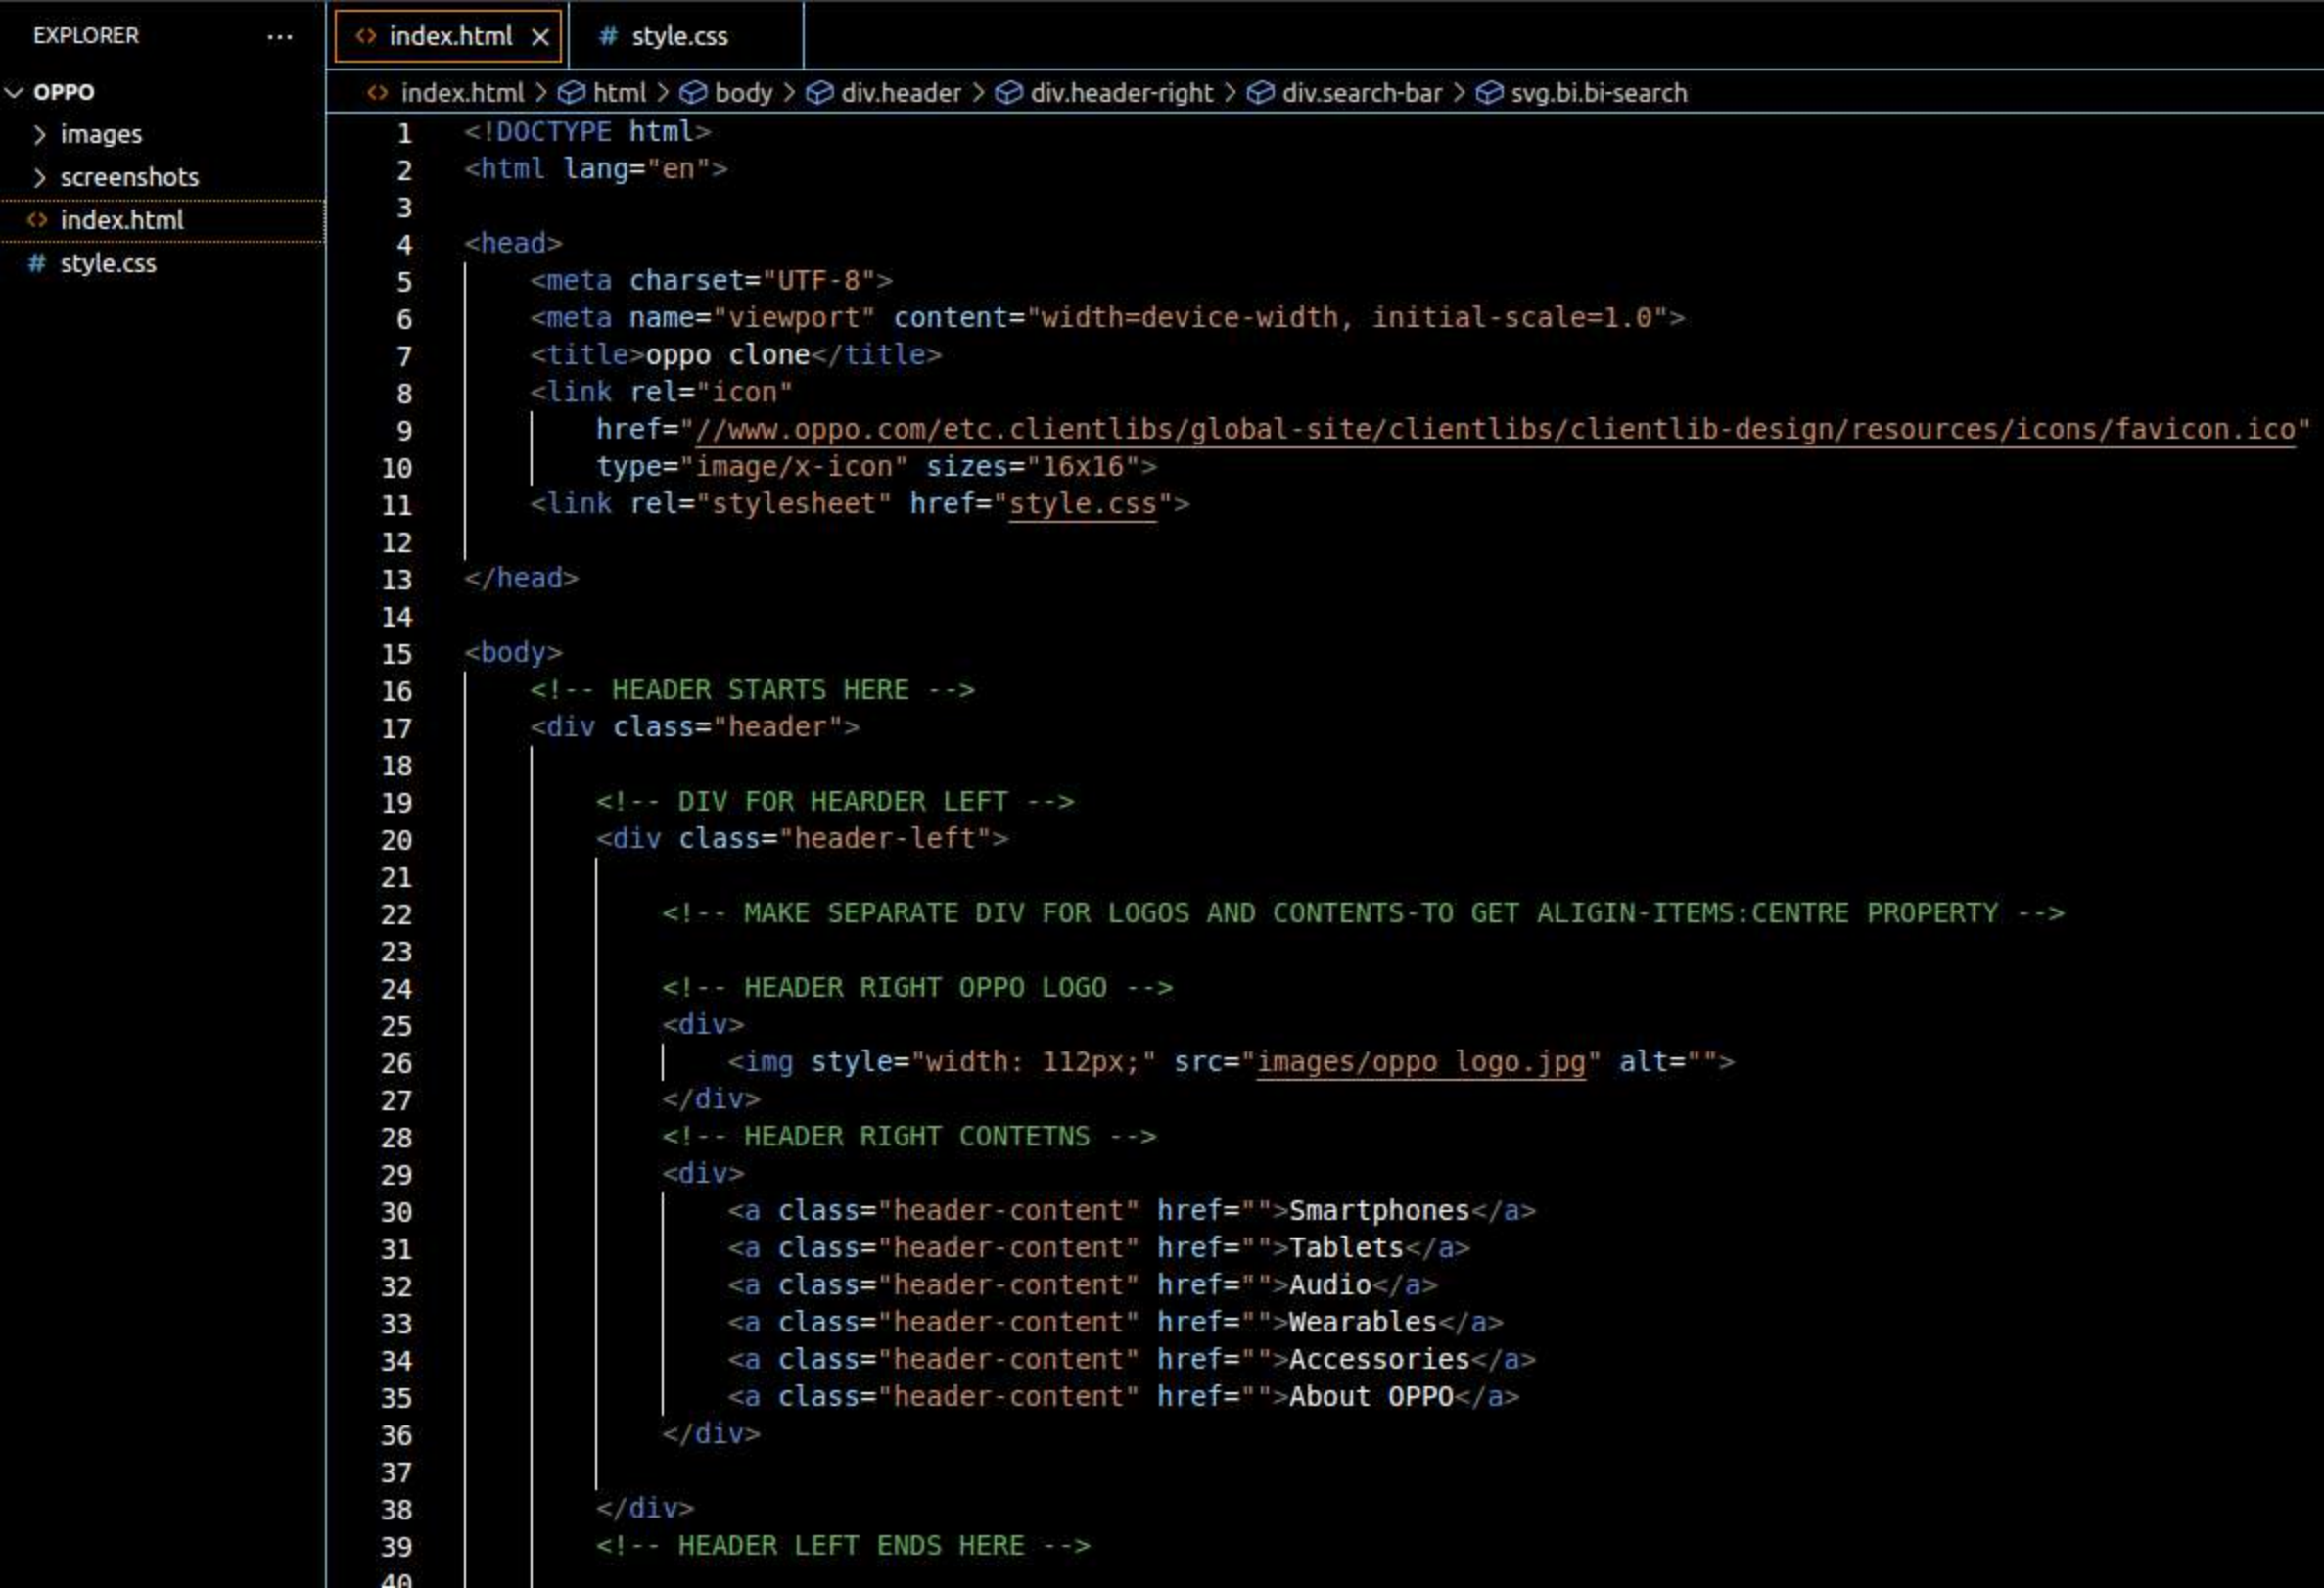 EXPLORER ...
OPPO
images
screenshots
index.html
style.css
index.html × # style.css
index.html > html > body > div.header > div.header-right > div.search-bar > svg.bi.bi-search
1 <!DOCTYPE html>
2 <html lang="en">
3
4 <head>
5 <meta charset="UTF-8">
6 <meta name="viewport" content="width=device-width, initial-scale=1.0">
7 <title>oppo clone</title>
8 <link rel="icon"
9 href="//www.oppo.com/etc.clientlibs/global-site/clientlibs/clientlib-design/resources/icons/favicon.ico"
10 type="image/x-icon" sizes="16x16">
11 <link rel="stylesheet" href="style.css">
12
13 </head>
14
15 <body>
16 <!-- HEADER STARTS HERE -->
17 <div class="header">
18
19 <!-- DIV FOR HEARDER LEFT -->
20 <div class="header-left">
21
22 <!-- MAKE SEPARATE DIV FOR LOGOS AND CONTENTS-TO GET ALIGIN-ITEMS:CENTRE PROPERTY -->
23
24 <!-- HEADER RIGHT OPPO LOGO -->
25 <div>
26 <img style="width: 112px;" src="images/oppo logo.jpg" alt="">
27 </div>
28 <!-- HEADER RIGHT CONTETNS -->
29 <div>
30 <a class="header-content" href="">Smartphones</a>
31 <a class="header-content" href="">Tablets</a>
32 <a class="header-content" href="">Audio</a>
33 <a class="header-content" href="">Wearables</a>
34 <a class="header-content" href="">Accessories</a>
35 <a class="header-content" href="">About OPPO</a>
36 </div>
37
38 </div>
39 <!-- HEADER LEFT ENDS HERE -->
40